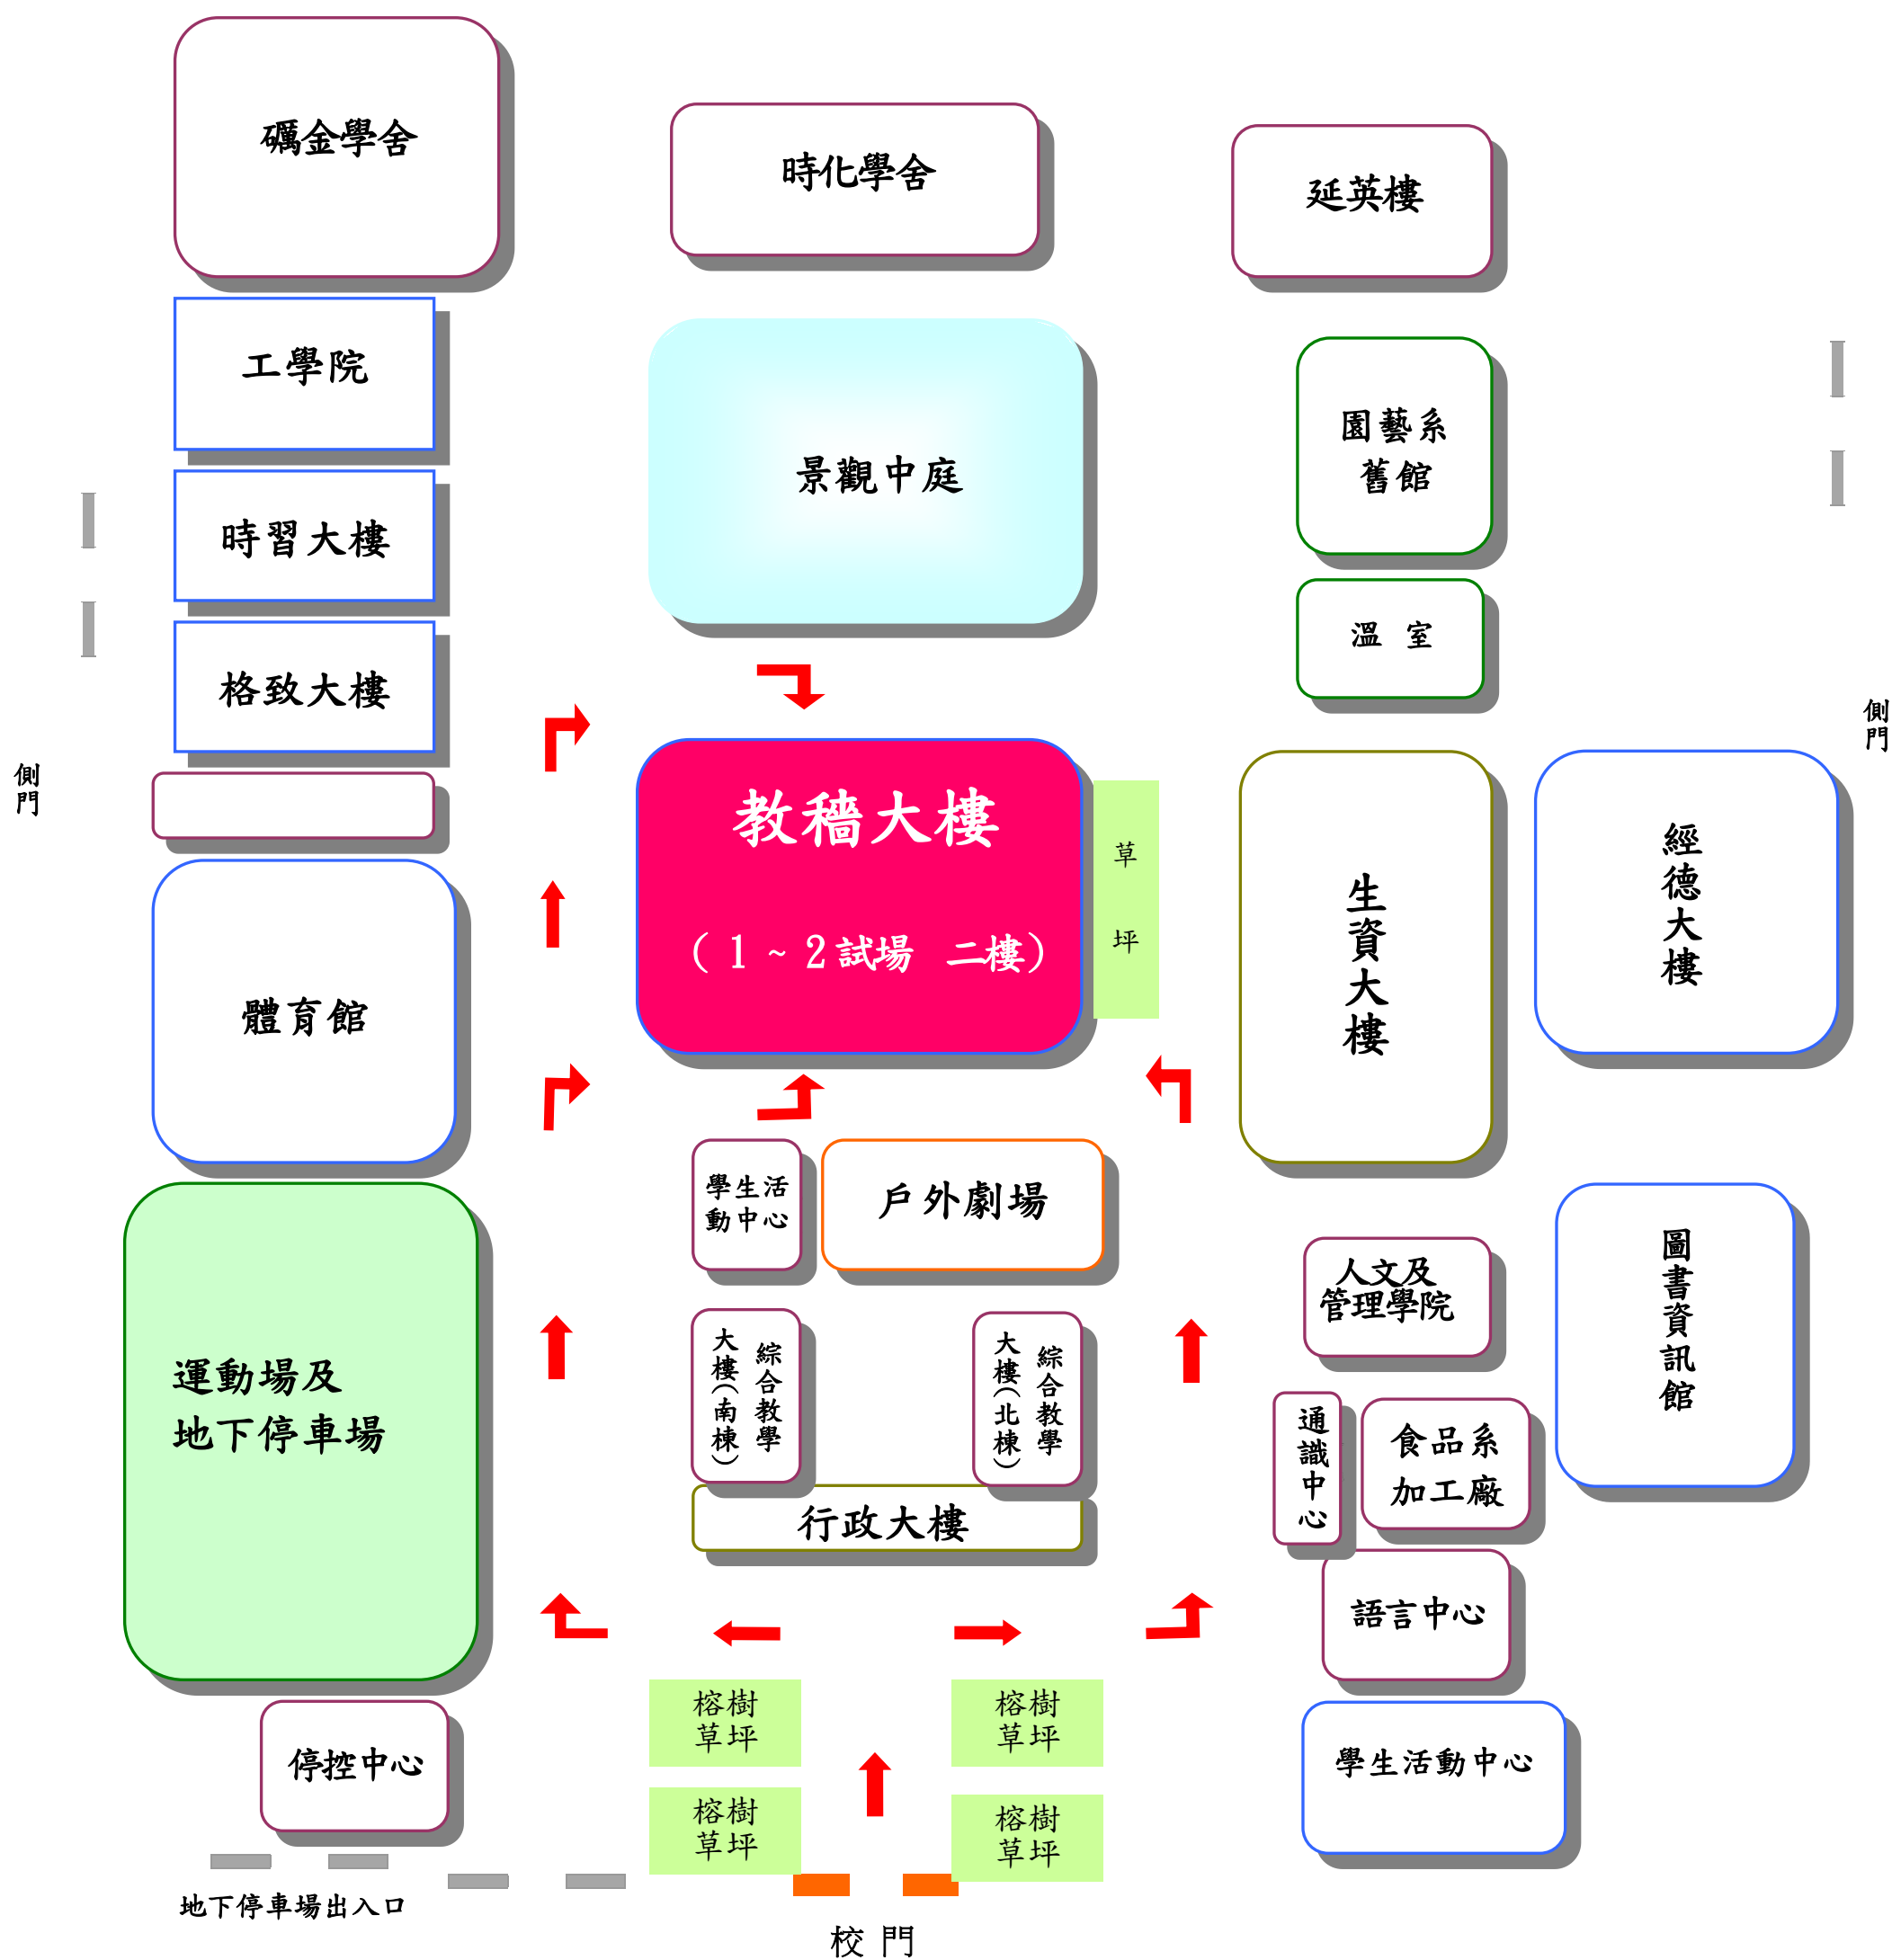 礪金學舍
時化學舍
延英樓
工學院
景觀中庭
園藝系
舊館
時習大樓
溫 室
格致大樓
側門
側門
教穡大樓
(1~2試場 二樓)
草坪
生資大樓
經德大樓
體育館
學生活
動中心
戶外劇場
圖書資訊館
人文及
管理學院
綜合教學
大樓(南棟)
綜合教學
大樓(北棟)
運動場及
地下停車場
通識中心
食品系
加工廠
行政大樓
語言中心
榕樹
草坪
榕樹
草坪
停控中心
學生活動中心
榕樹
草坪
榕樹
草坪
地下停車場出入口
校 門